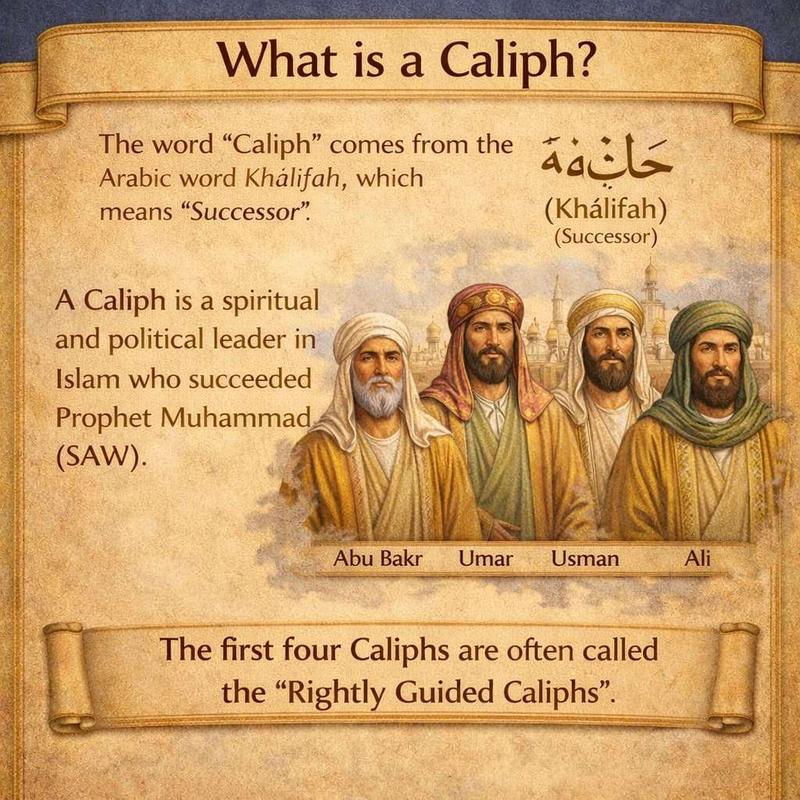 What is a Caliph?
The word “Caliph” comes from the
Arabic word Khálifah, which
means “Successor”.
(Khálifah)
(Successor)
A Caliph is a spiritual
and political leader in
Islam who succeeded
Prophet Muhammad
(SAW).
Abu Bakr Umar Usman Ali
The first four Caliphs are often called
the “Rightly Guided Caliphs”.